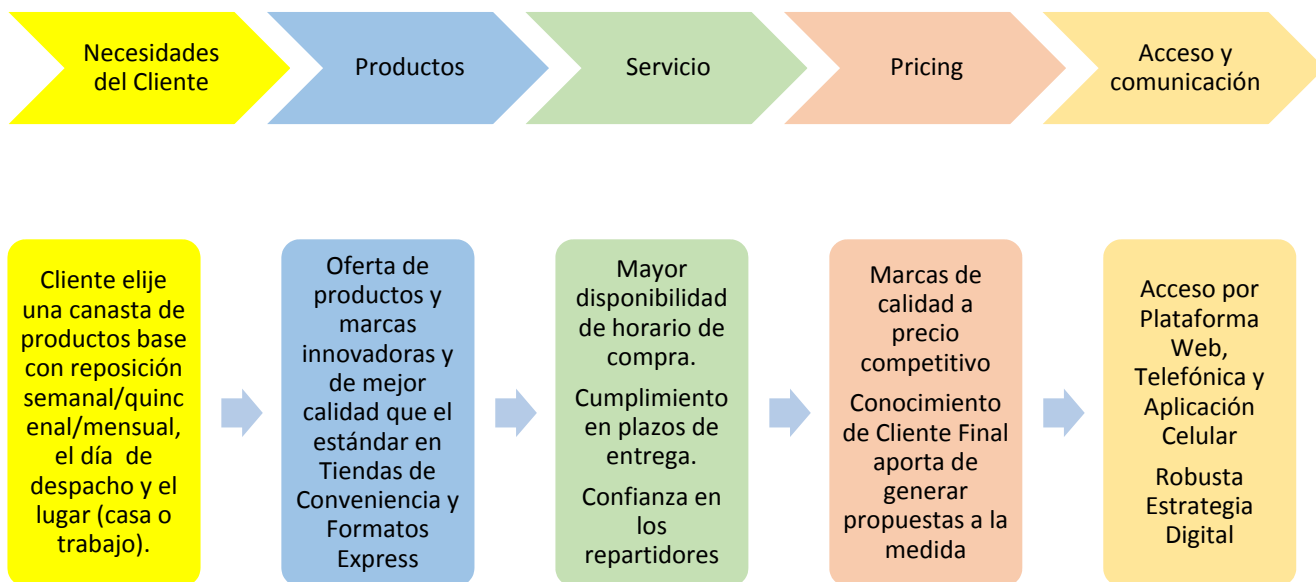 Necesidades
del Cliente
Productos
Servicio
Pricing
Acceso y
comunicación
Cliente elije
una canasta de
productos base
con reposición
semanal/quinc
enal/mensual,
el día de
despacho y el
lugar (casa o
trabajo).
Oferta de
productos y
marcas
innovadoras y
de mejor
calidad que el
estándar en
Tiendas de
Conveniencia y
Formatos
Express
Mayor
disponibilidad
de horario de
compra.
Cumplimiento
en plazos de
entrega.
Confianza en
los
repartidores
Marcas de
calidad a
precio
competitivo
Conocimiento
de Cliente Final
aporta de
generar
propuestas a la
medida
Acceso por
Plataforma
Web,
Telefónica y
Aplicación
Celular
Robusta
Estrategia
Digital